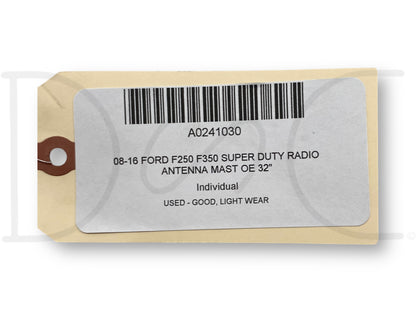 A0241030
08-16 FORD F250 F350 SUPER DUTY RADIO
ANTENNA MAST OE 32"
Individual
USED - GOOD, LIGHT WEAR